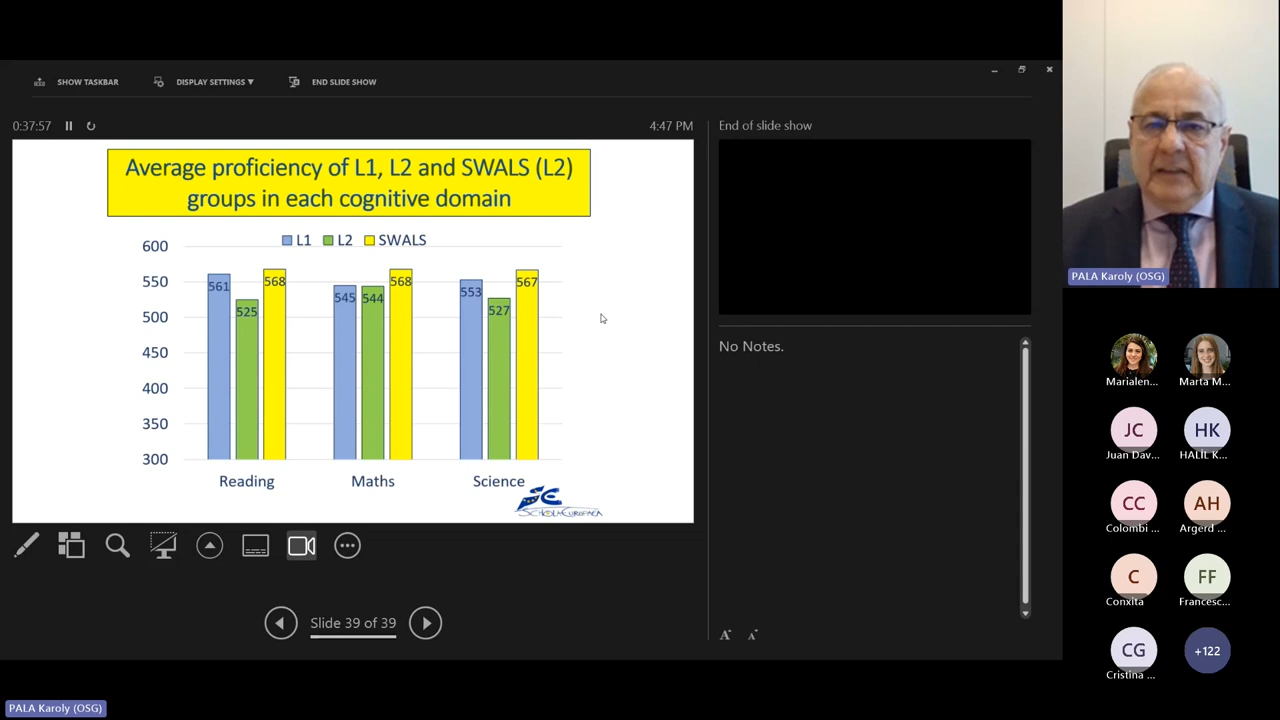 SHOW TASKBAR
DISPLAY SETTINGS ▼
END SLIDE SHOW
0:37:57
4:47 PM
Average proficiency of L1, L2 and SWALS (L2)
groups in each cognitive domain
L1 L2 SWALS
600
550
500
450
400
350
300
561 525 568
545 544 568
553 527 567
Reading Maths Science
Schola Europaea
Slide 39 of 39
End of slide show
No Notes.
A A
PALA Karoly (OSG)
Marialen... Marta M...
JC HK
Juan Dav... HALIL K...
CC AH
Colombi ... Argerd ...
C FF
Conxita Francesc...
CG +122
Cristina ...
PALA Karoly (OSG)